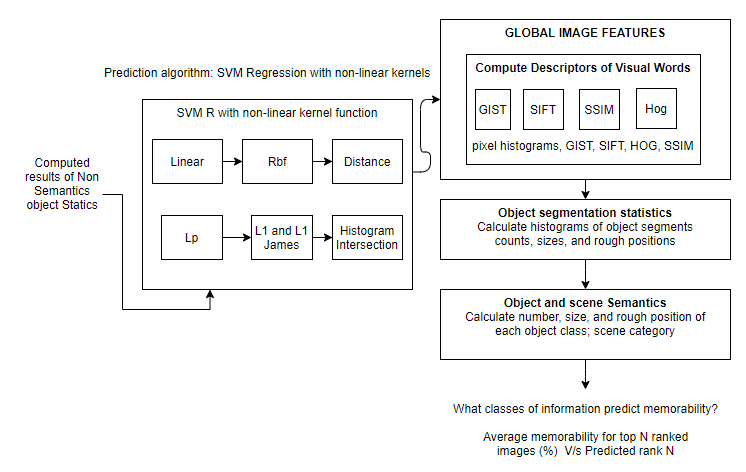 GLOBAL IMAGE FEATURES
Prediction algorithm: SVM Regression with non-linear kernels
Compute Descriptors of Visual Words
GIST
SIFT
SSIM
Hog
pixel histograms, GIST, SIFT, HOG, SSIM
SVM R with non-linear kernel function
Linear
Rbf
Distance
Computed
results of Non
Semantics
object Statics
Lp
L1 and L1
James
Histogram
Intersection
Object segmentation statistics
Calculate histograms of object segments
counts, sizes, and rough positions
Object and scene Semantics
Calculate number, size, and rough position of
each object class; scene category
What classes of information predict memorability?
Average memorability for top N ranked
images (%) V/s Predicted rank N